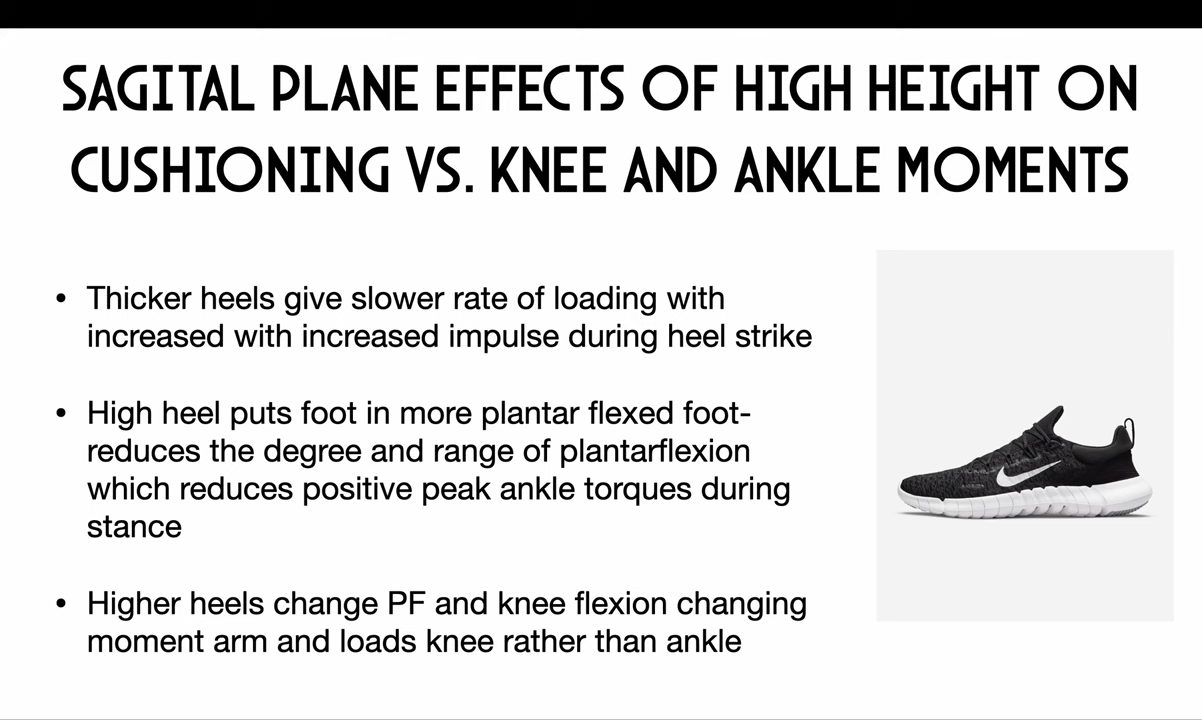 SAGITAL PLANE EFFECTS OF HIGH HEIGHT ON
CUSHIONING VS. KNEE AND ANKLE MOMENTS
• Thicker heels give slower rate of loading with
increased with increased impulse during heel strike
• High heel puts foot in more plantar flexed foot-
reduces the degree and range of plantarflexion
which reduces positive peak ankle torques during
stance
• Higher heels change PF and knee flexion changing
moment arm and loads knee rather than ankle